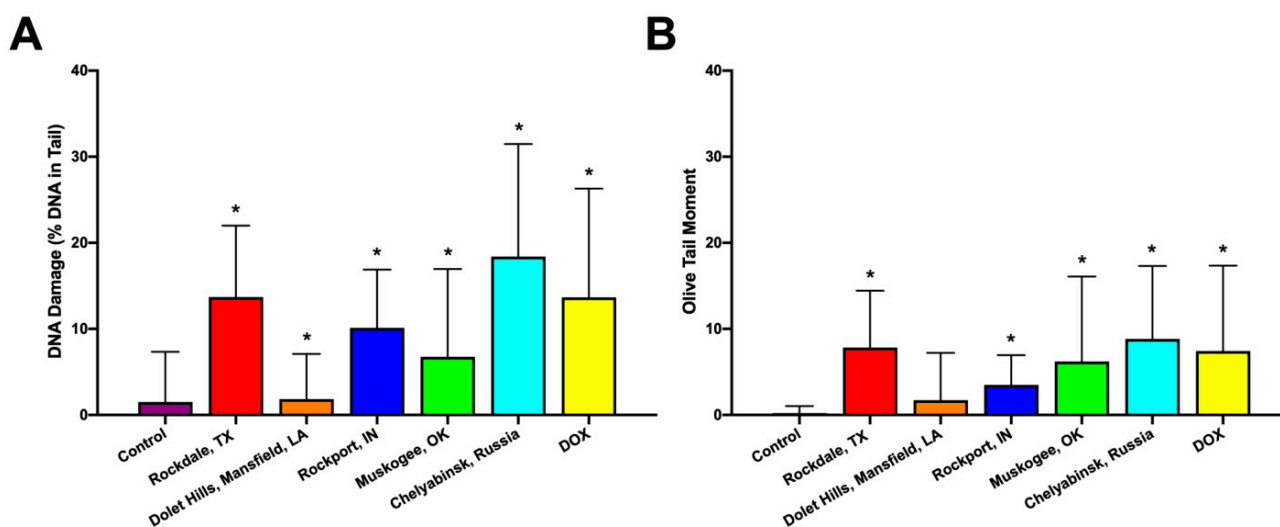 A
DNA Damage (% DNA in Tail)
40
30
20
10
0
*
*
*
*
*
*
Control
Rockdale, TX
Dolet Hills, Mansfield, LA
Rockport, IN
Muskogee, OK
Chelyabinsk, Russia
DOX
B
Olive Tail Moment
40
30
20
10
0
*
*
*
*
*
Control
Rockdale, TX
Dolet Hills, Mansfield, LA
Rockport, IN
Muskogee, OK
Chelyabinsk, Russia
DOX